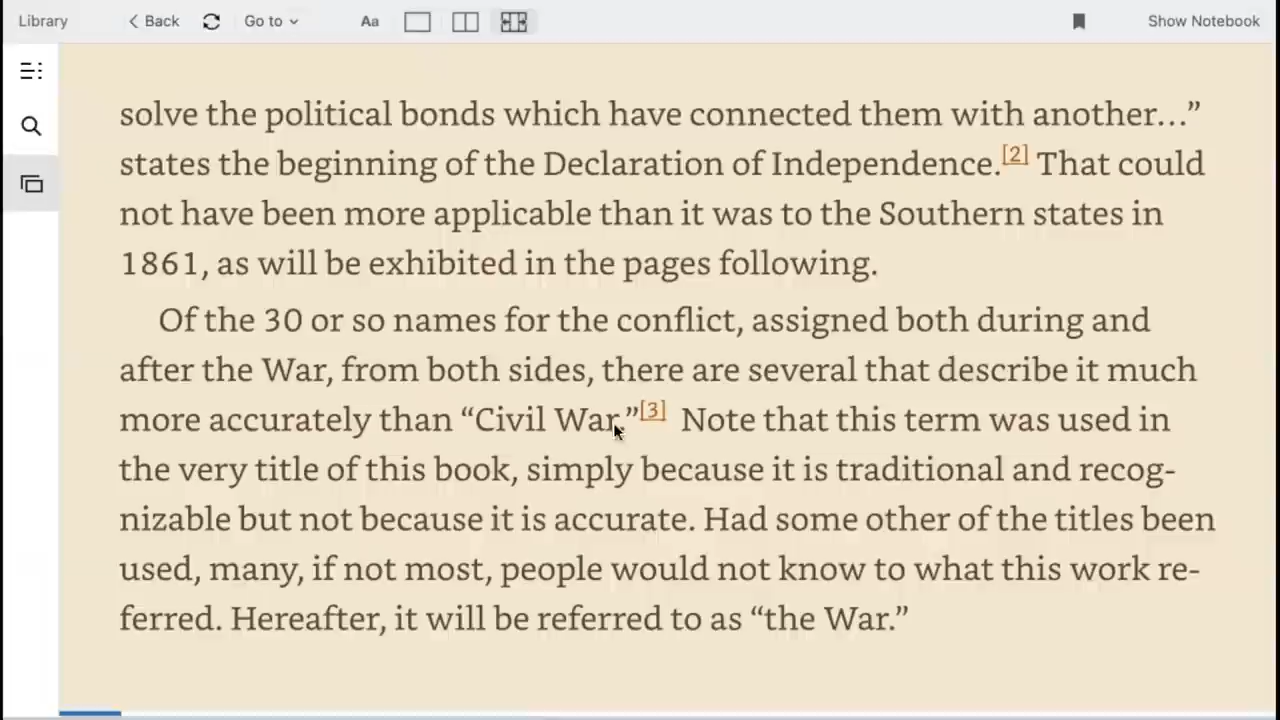 Library Back Go to Aa Show Notebook
solve the political bonds which have connected them with another…”
states the beginning of the Declaration of Independence.[2] That could
not have been more applicable than it was to the Southern states in
1861, as will be exhibited in the pages following.
Of the 30 or so names for the conflict, assigned both during and
after the War, from both sides, there are several that describe it much
more accurately than “Civil War.”[3] Note that this term was used in
the very title of this book, simply because it is traditional and recog-
nizable but not because it is accurate. Had some other of the titles been
used, many, if not most, people would not know to what this work re-
ferred. Hereafter, it will be referred to as “the War.”